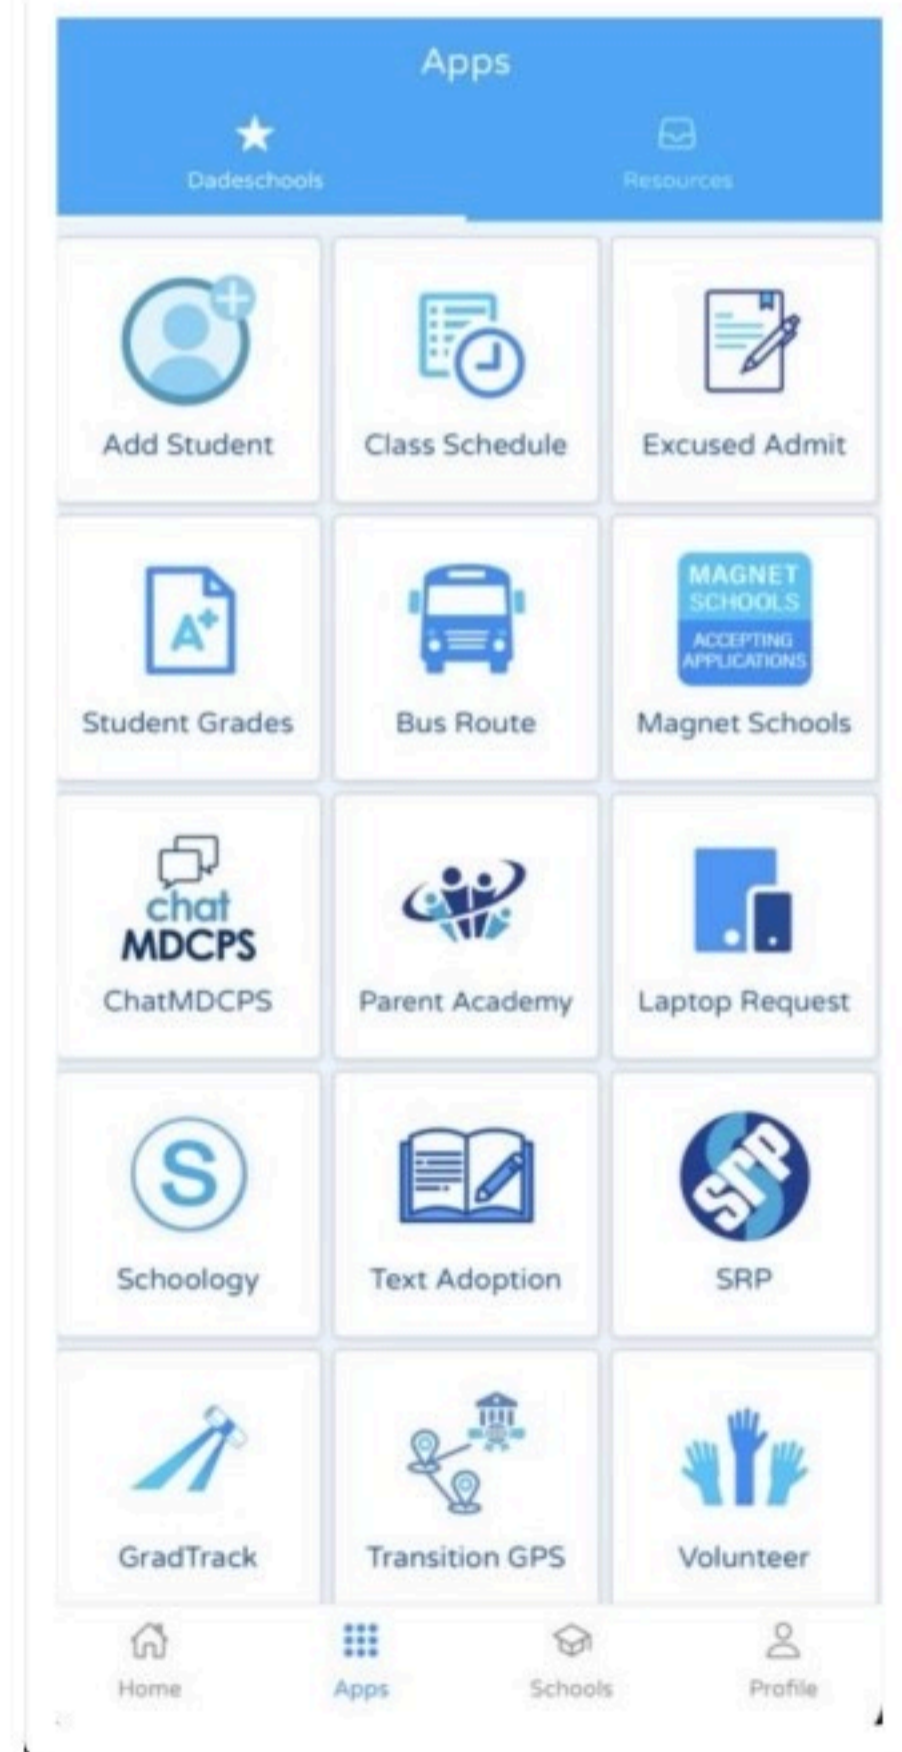 Apps
Dadeschools
Resources
Add Student
Class Schedule
Excused Admit
A+
MAGNET
SCHOOLS
ACCEPTING
APPLICATIONS
Student Grades
Bus Route
Magnet Schools
chat
MDCPS
ChatMDCPS
Parent Academy
Laptop Request
S
srp
Schoology
Text Adoption
SRP
GradTrack
Transition GPS
Volunteer
Home
Apps
Schools
Profile